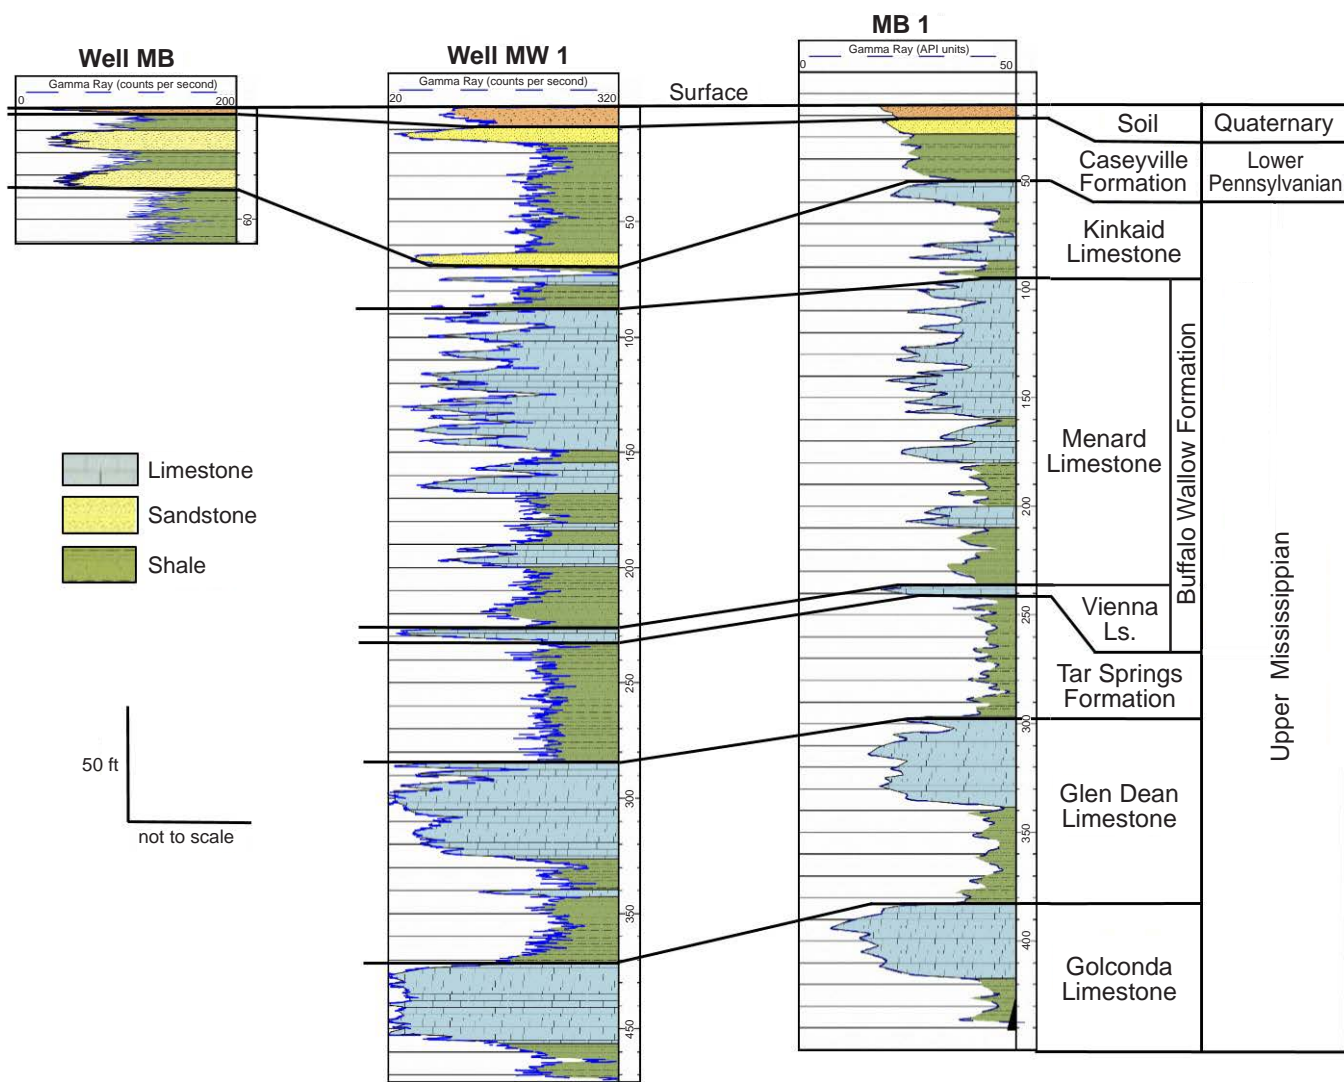 MB 1
Well MB
Well MW 1
Gamma Ray (API units)
0
50
Gamma Ray (counts per second)
0
200
Gamma Ray (counts per second)
20
320
Surface
Soil
Quaternary
Caseyville
Formation
Lower
Pennsylvanian
Kinkaid
Limestone
Menard
Limestone
Buffalo Wallow Formation
Vienna
Ls.
Tar Springs
Formation
Upper Mississippian
Glen Dean
Limestone
Golconda
Limestone
60
50
100
150
200
250
300
350
450
50
100
150
200
250
300
350
400
Limestone
Sandstone
Shale
50 ft
not to scale